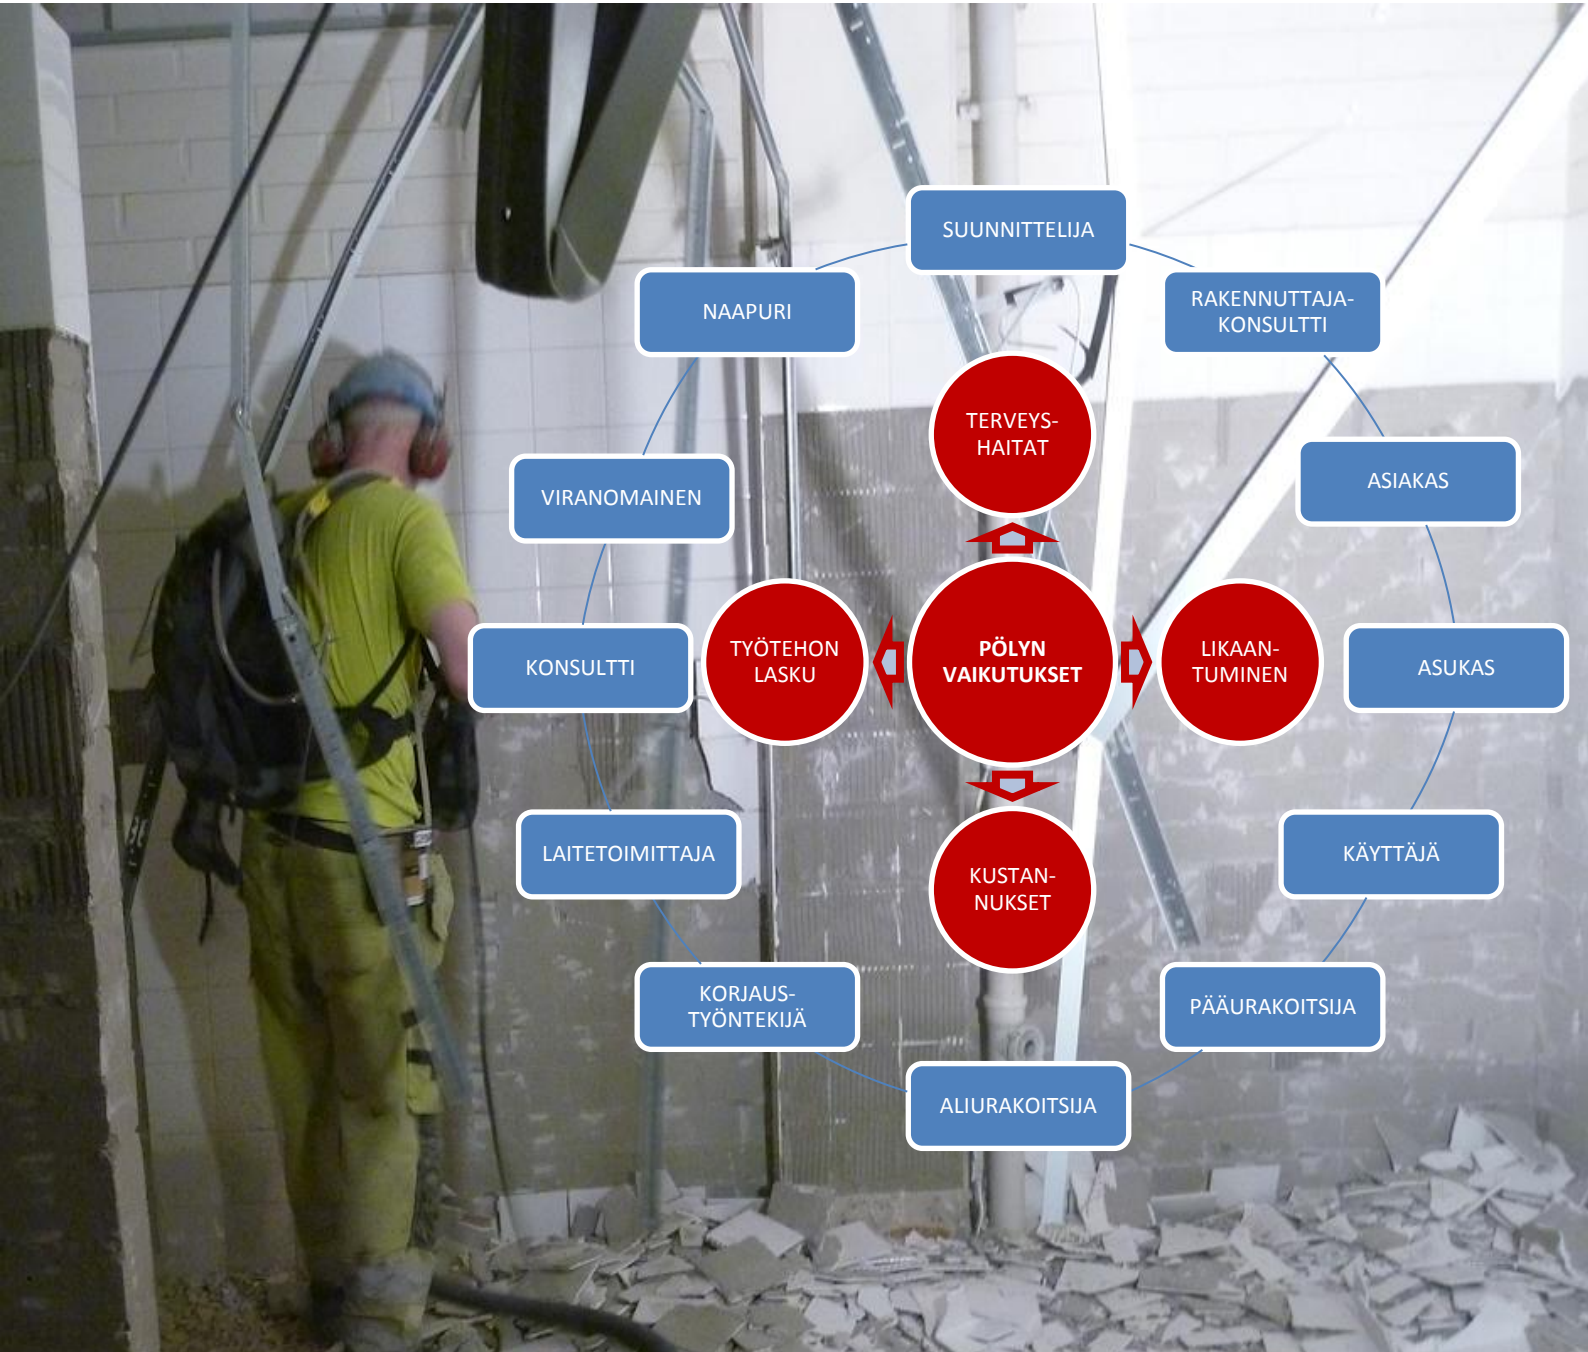 SUUNNITTELIJA
NAAPURI
RAKENNUTTAJA-
KONSULTTI
TERVEYS-
HAITAT
ASIAKAS
VIRANOMAINEN
TYÖTEHON
LASKU
PÖLYN
VAIKUTUKSET
LIKAAN-
TUMINEN
KONSULTTI
ASUKAS
LAITETOIMITTAJA
KÄYTTÄJÄ
KUSTAN-
NUKSET
KORJAUS-
TYÖNTEKIJÄ
PÄÄURAKOITSIJA
ALIURAKOITSIJA